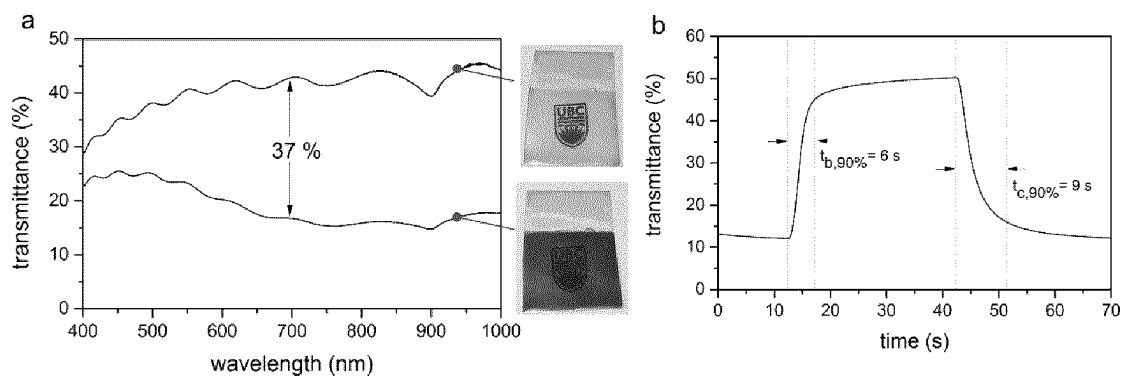 a
50
40
30
20
10
0
transmittance (%)
37 %
400 500 600 700 800 900 1000
wavelength (nm)
UBC
UBC
b
60
50
40
30
20
10
0
transmittance (%)
t_b,90% = 6 s
t_c,90% = 9 s
0 10 20 30 40 50 60 70
time (s)